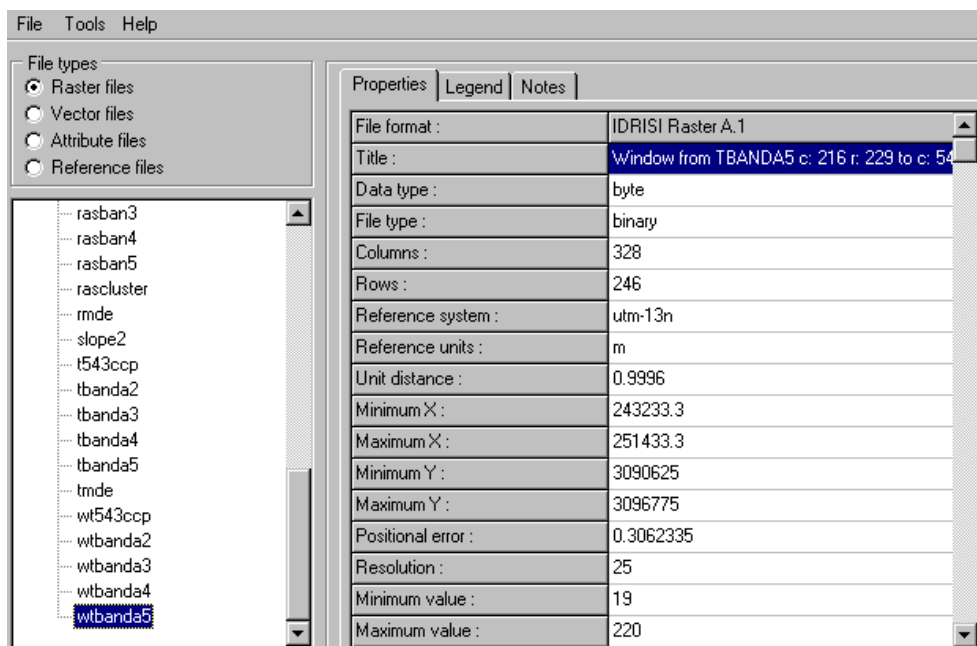 File Tools Help
File types
Raster files
Vector files
Attribute files
Reference files
rasban3
rasban4
rasban5
rascluster
rmde
slope2
t543ccp
tbanda2
tbanda3
tbanda4
tbanda5
tmde
wt543ccp
wtbanda2
wtbanda3
wtbanda4
wtbanda5
Properties Legend Notes
File format : IDRISI Raster A.1
Title : Window from TBANDA5 c: 216 r: 229 to c: 54
Data type : byte
File type : binary
Columns : 328
Rows : 246
Reference system : utm-13n
Reference units : m
Unit distance : 0.9996
Minimum X : 243233.3
Maximum X : 251433.3
Minimum Y : 3090625
Maximum Y : 3096775
Positional error : 0.3062335
Resolution : 25
Minimum value : 19
Maximum value : 220